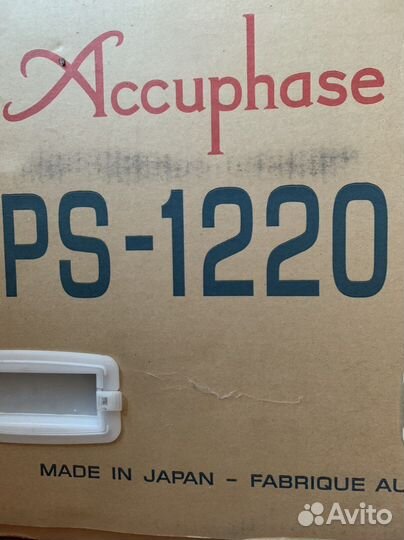 Accuphase
PS-1220
MADE IN JAPAN - FABRIQUE AU
Avito